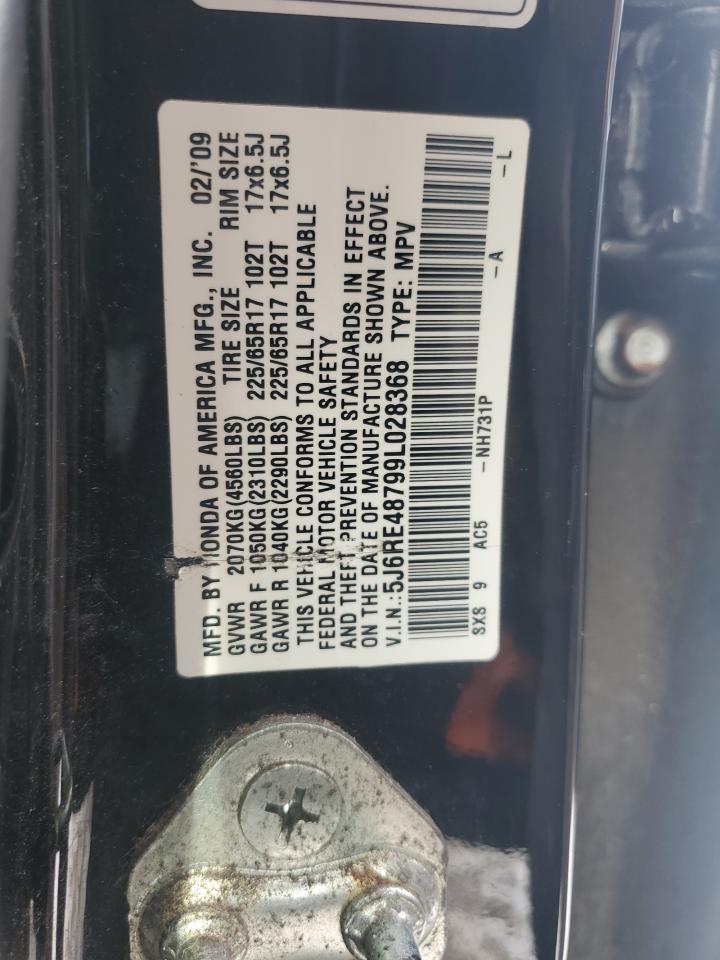 MFD. BY HONDA OF AMERICA MFG., INC. 02/'09
GVWR 2070KG(4560LBS) TIRE SIZE RIM SIZE
GAWR F 1050KG(2310LBS) 225/65R17 102T 17x6.5J
GAWR R 1040KG(2290LBS) 225/65R17 102T 17x6.5J
THIS VEHICLE CONFORMS TO ALL APPLICABLE
FEDERAL MOTOR VEHICLE SAFETY
AND THEFT PREVENTION STANDARDS IN EFFECT
ON THE DATE OF MANUFACTURE SHOWN ABOVE.
V.I.N.:5J6RE48799L028368 TYPE: MPV
SXS 9 AC5 -NH731P -A -L